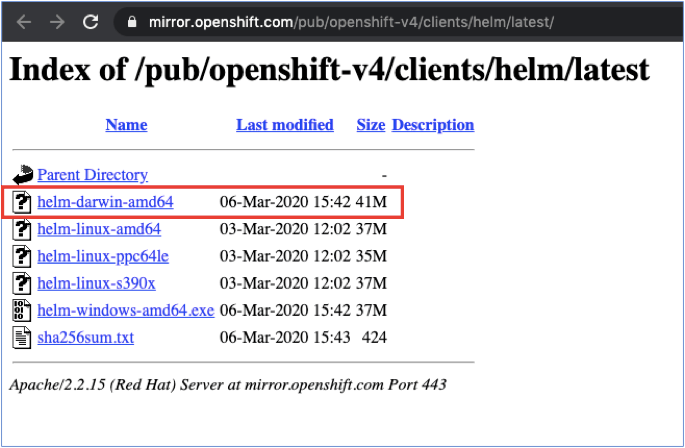 mirror.openshift.com/pub/openshift-v4/clients/helm/latest/
Index of /pub/openshift-v4/clients/helm/latest
Name Last modified Size Description
Parent Directory -
helm-darwin-amd64 06-Mar-2020 15:42 41M
helm-linux-amd64 03-Mar-2020 12:02 37M
helm-linux-ppc64le 03-Mar-2020 12:02 35M
helm-linux-s390x 03-Mar-2020 12:02 37M
helm-windows-amd64.exe 06-Mar-2020 15:42 37M
sha256sum.txt 06-Mar-2020 15:43 424
Apache/2.2.15 (Red Hat) Server at mirror.openshift.com Port 443